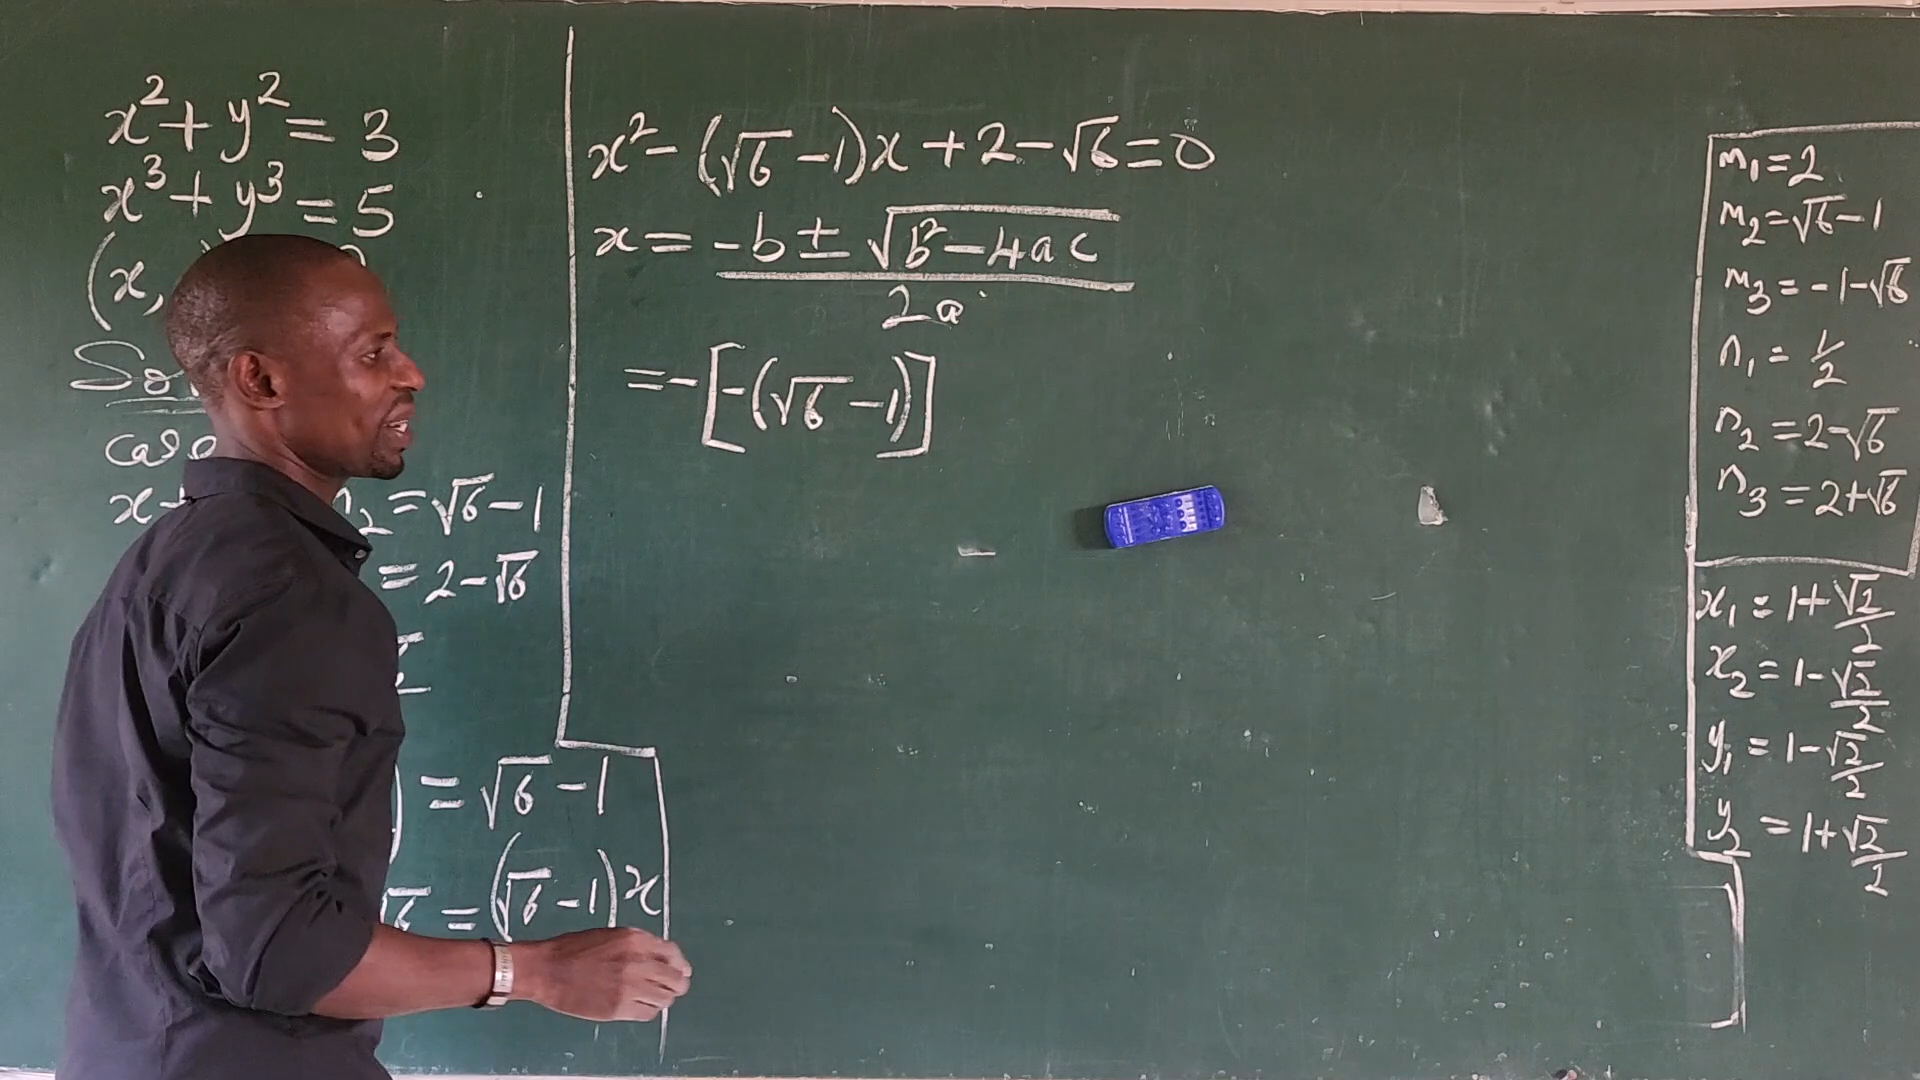 x² + y² = 3
x³ + y³ = 5
(x,
case
= √6 - 1
= 2 - √6
= √6 - 1
√6 = (√6 - 1)x
x² - (√6 - 1)x + 2 - √6 = 0
x = -b ± √(b² - 4ac)
2a
= -[-(√6 - 1)]
m₁ = 2
m₂ = √6 - 1
m₃ = -1 - √6
n₁ = 1/2
n₂ = 2 - √6
n₃ = 2 + √6
x₁ = 1 + √2/2
x₂ = 1 - √2/2
y₁ = 1 - √2/2
y₂ = 1 + √2/2